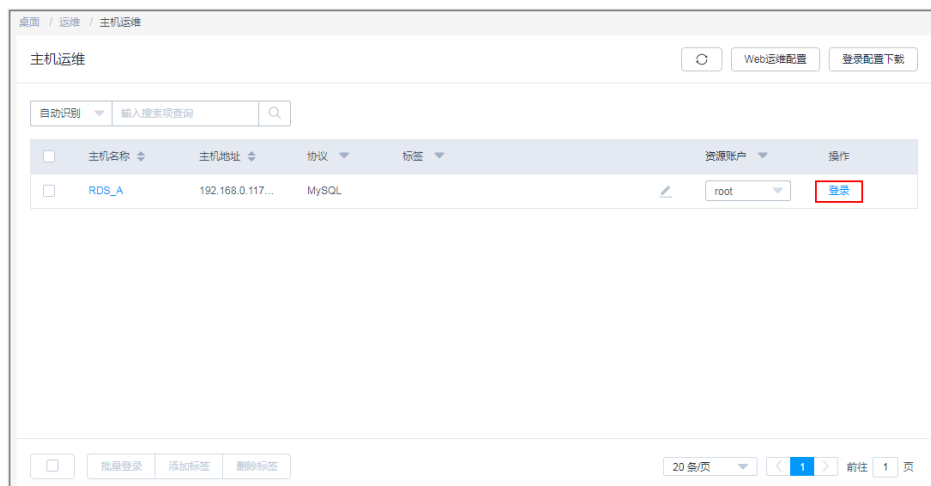 桌面 / 运维 / 主机运维
主机运维 Web运维配置 登录配置下载
自动识别 输入搜索项查询
主机名称 主机地址 协议 标签 资源账户 操作
RDS_A 192.168.0.117... MySQL root 登录
批量登录 添加标签 删除标签 20 条/页 1 前往 1 页